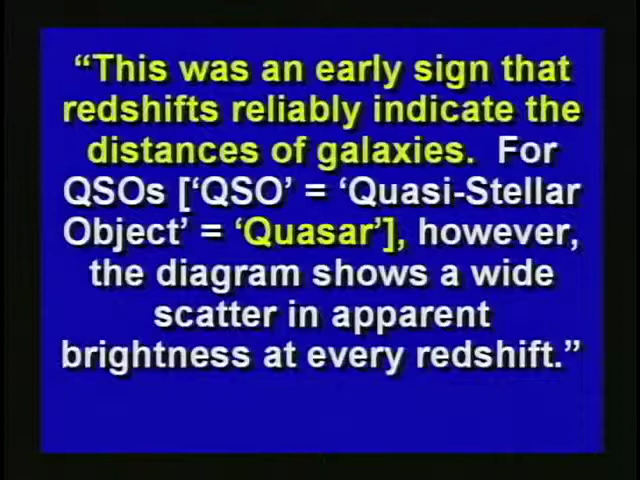 “This was an early sign that
redshifts reliably indicate the
distances of galaxies.  For
QSOs [‘QSO’ = ‘Quasi-Stellar
Object’ = ‘Quasar’], however,
the diagram shows a wide
scatter in apparent
brightness at every redshift.”